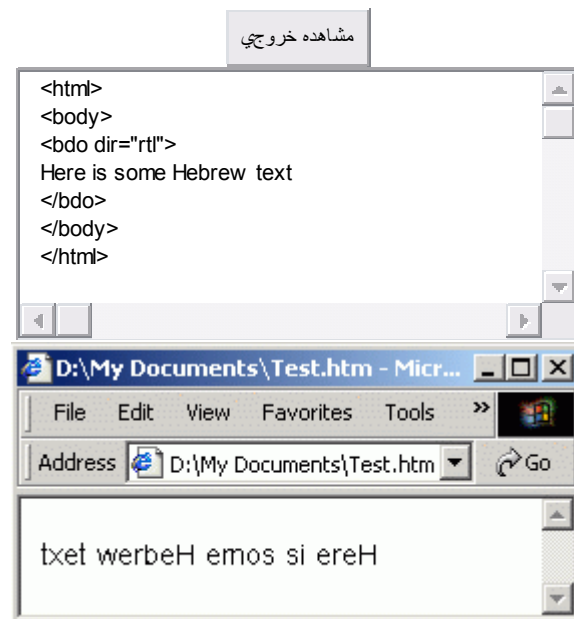 مشاهده خروجي
<html>
<body>
<bdo dir="rtl">
Here is some Hebrew text
</bdo>
</body>
</html>
D:\My Documents\Test.htm - Micr...
File Edit View Favorites Tools »
Address D:\My Documents\Test.htm Go
txet werbeH emos si ereH